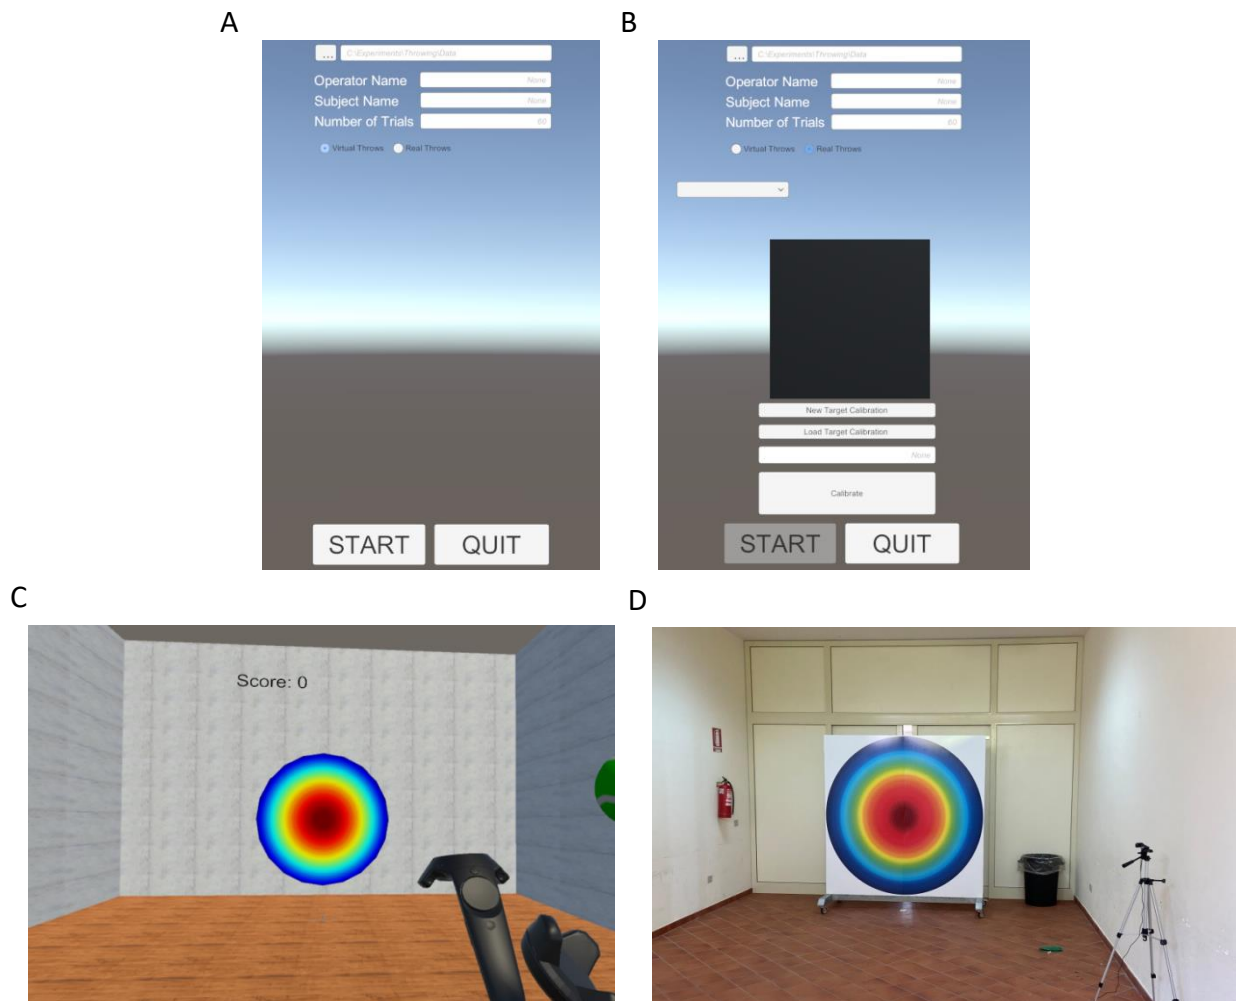 A
... C:\Experiments\Throwing\Data
Operator Name None
Subject Name None
Number of Trials 60
Virtual Throws Real Throws
START QUIT
B
... C:\Experiments\Throwing\Data
Operator Name None
Subject Name None
Number of Trials 60
Virtual Throws Real Throws
New Target Calibration
Load Target Calibration
None
Calibrate
START QUIT
C
Score: 0
D